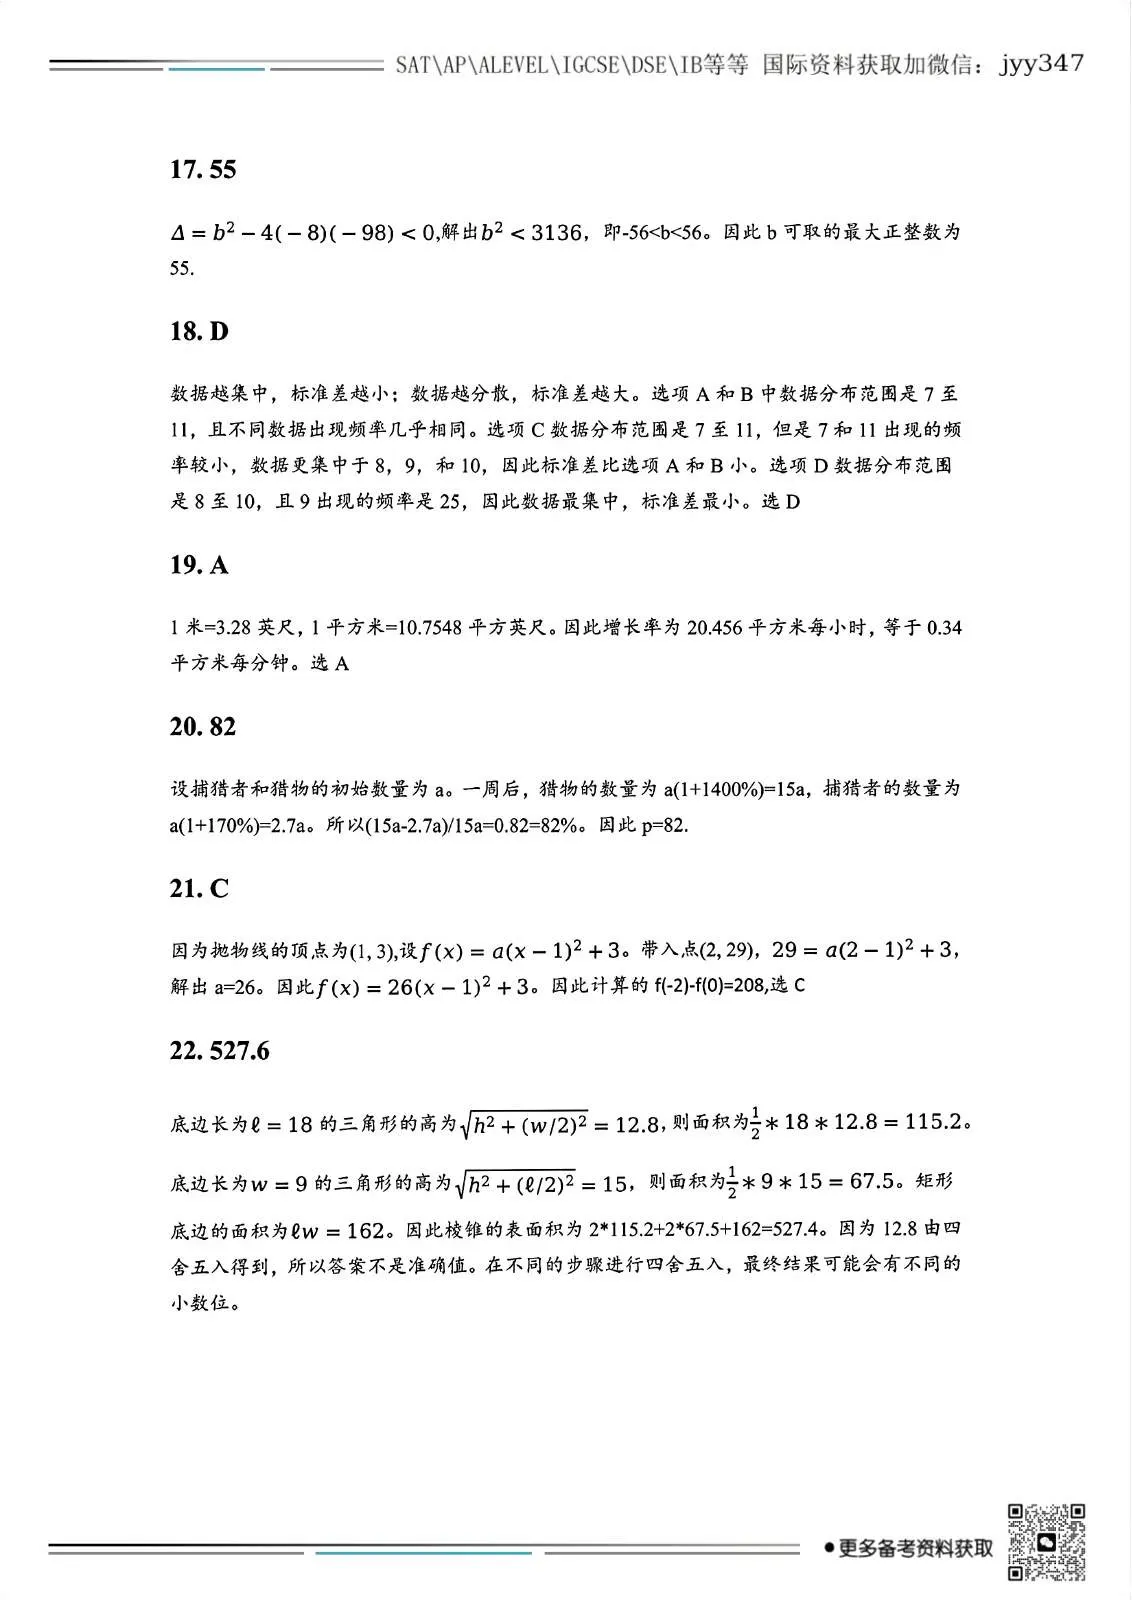 SAT\AP\ALEVEL\IGCSE\DSE\IB等等 国际资料获取加微信： jyy347
17. 55
Δ = b² − 4( − 8)( − 98) < 0,解出b² < 3136，即-56<b<56。因此 b 可取的最大正整数为
55.
18. D
数据越集中，标准差越小；数据越分散，标准差越大。选项 A 和 B 中数据分布范围是 7 至
11，且不同数据出现频率几乎相同。选项 C 数据分布范围是 7 至 11，但是 7 和 11 出现的频
率较小，数据更集中于 8，9，和 10，因此标准差比选项 A 和 B 小。选项 D 数据分布范围
是 8 至 10，且 9 出现的频率是 25，因此数据最集中，标准差最小。选 D
19. A
1 米=3.28 英尺，1 平方米=10.7548 平方英尺。因此增长率为 20.456 平方米每小时，等于 0.34
平方米每分钟。选 A
20. 82
设捕猎者和猎物的初始数量为 a。一周后，猎物的数量为 a(1+1400%)=15a，捕猎者的数量为
a(1+170%)=2.7a。所以(15a-2.7a)/15a=0.82=82%。因此 p=82.
21. C
因为抛物线的顶点为(1, 3),设f(x) = a(x − 1)² + 3。带入点(2, 29)，29 = a(2 − 1)² + 3，
解出 a=26。因此f(x) = 26(x − 1)² + 3。因此计算的 f(-2)-f(0)=208,选 C
22. 527.6
底边长为ℓ = 18 的三角形的高为√(h² + (w/2)²) = 12.8，则面积为1/2 ∗ 18 ∗ 12.8 = 115.2。
底边长为w = 9 的三角形的高为√(h² + (ℓ/2)²) = 15，则面积为1/2 ∗ 9 ∗ 15 = 67.5。矩形
底边的面积为ℓw = 162。因此棱锥的表面积为 2*115.2+2*67.5+162=527.4。因为 12.8 由四
舍五入得到，所以答案不是准确值。在不同的步骤进行四舍五入，最终结果可能会有不同的
小数位。
●更多备考资料获取